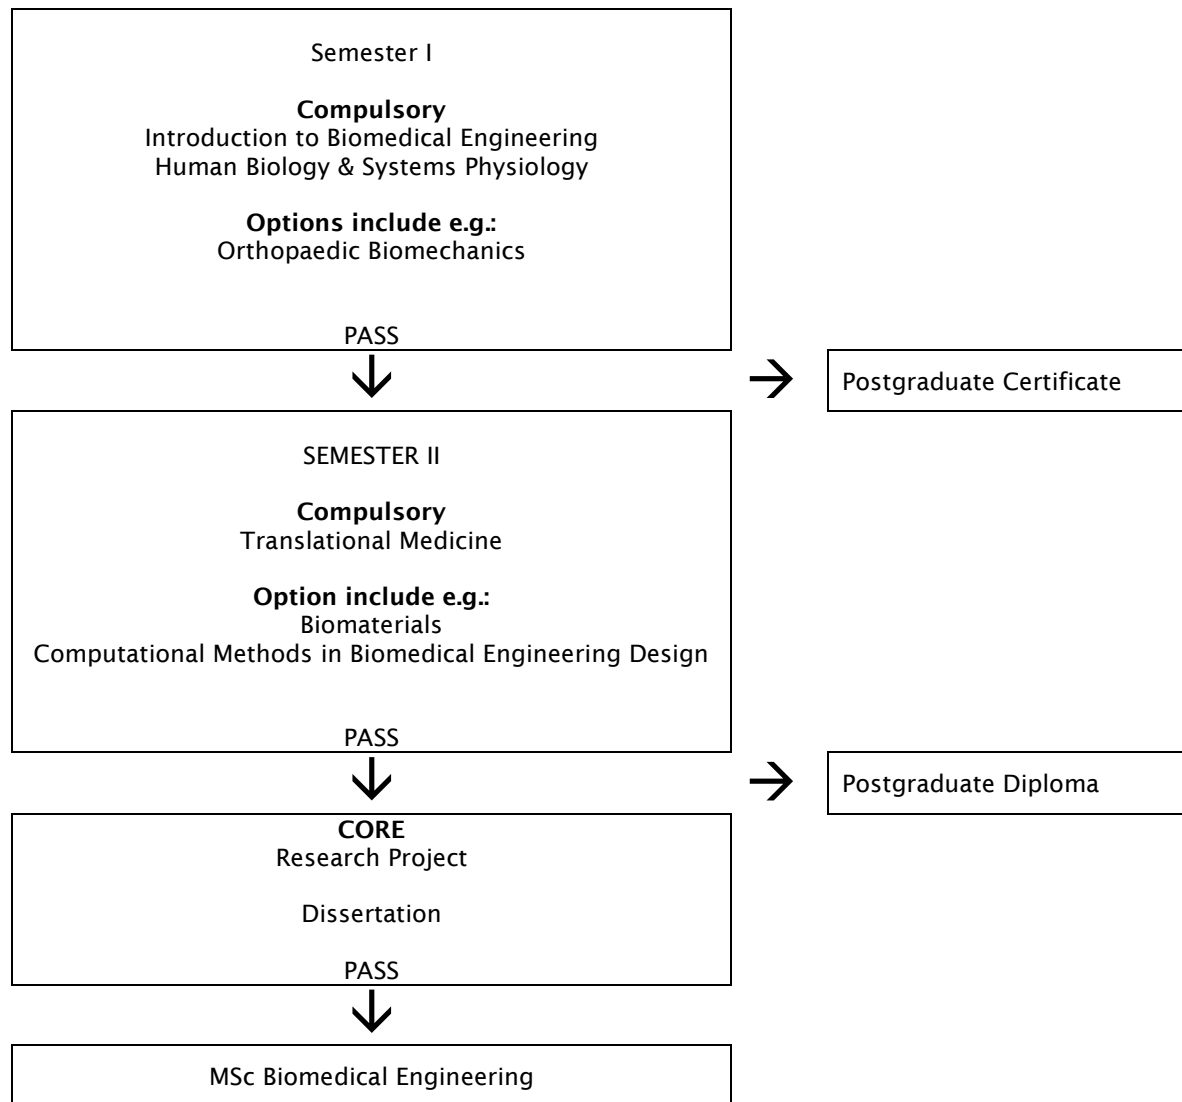 Semester I
Compulsory
Introduction to Biomedical Engineering
Human Biology & Systems Physiology
Options include e.g.:
Orthopaedic Biomechanics
PASS
Postgraduate Certificate
SEMESTER II
Compulsory
Translational Medicine
Option include e.g.:
Biomaterials
Computational Methods in Biomedical Engineering Design
PASS
Postgraduate Diploma
CORE
Research Project
Dissertation
PASS
MSc Biomedical Engineering